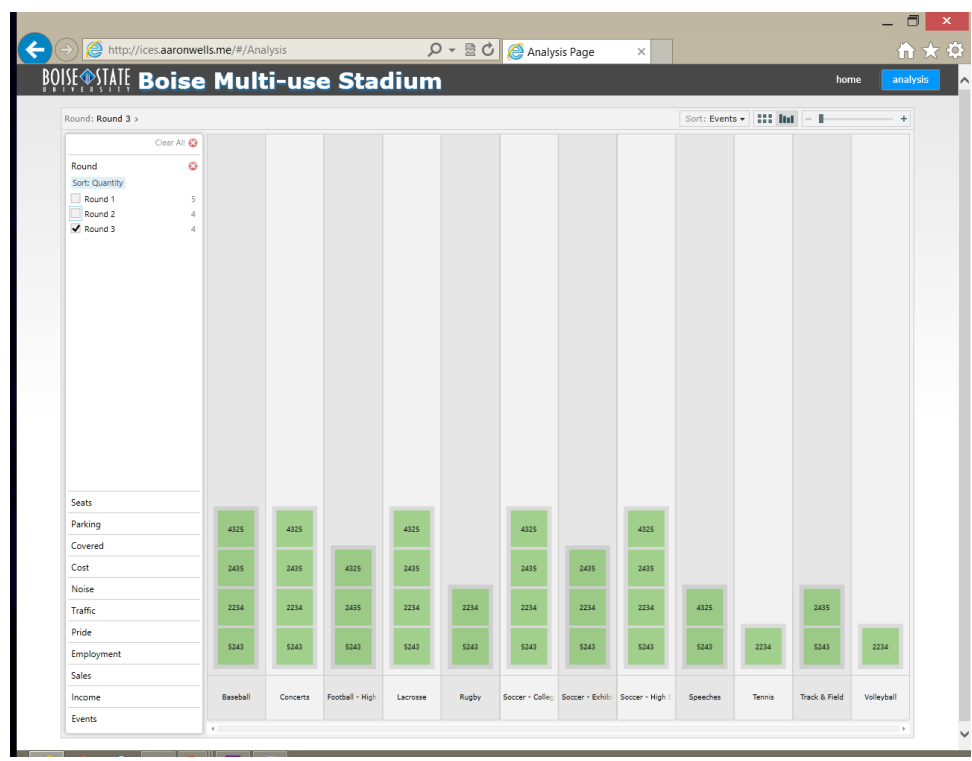 http://ices.aaronwells.me/#/Analysis
Analysis Page
BOISE STATE
UNIVERSITY
Boise Multi-use Stadium
home analysis
Round: Round 3 >
Sort: Events
Clear All
Round
Sort: Quantity
Round 1 5
Round 2 4
Round 3 4
Seats
Parking
Covered
Cost
Noise
Traffic
Pride
Employment
Sales
Income
Events
4325 4325 4325 4325 4325
2435 2435 4325 2435 2435 2435 2435
2234 2234 2435 2234 2234 2234 2234 2234 4325 2435
5243 5243 5243 5243 5243 5243 5243 5243 5243 2234 5243 2234
Baseball Concerts Football - High Lacrosse Rugby Soccer - Colleg Soccer - Exhibi Soccer - High S Speeches Tennis Track & Field Volleyball